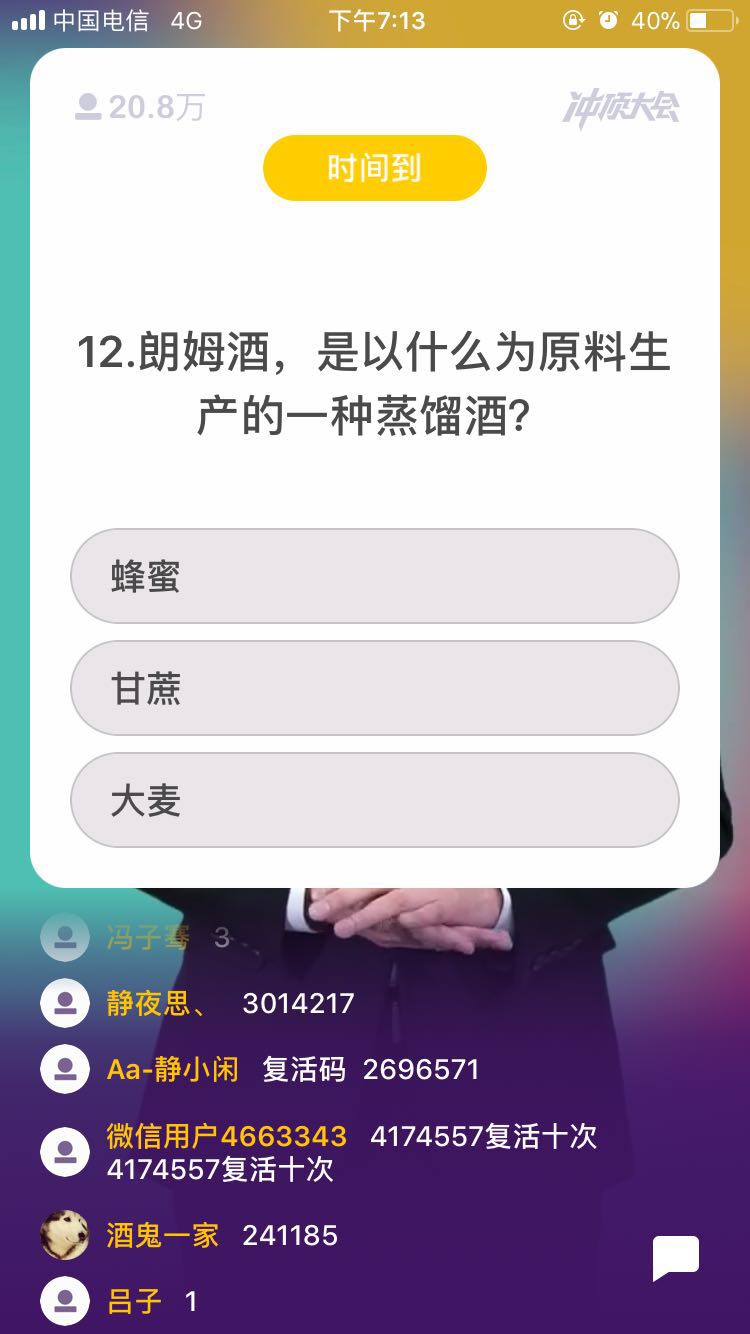 中国电信 4G 下午7:13 40%
20.8万 冲顶大会
时间到
12.朗姆酒，是以什么为原料生
产的一种蒸馏酒?
蜂蜜
甘蔗
大麦
冯子骞 3
静夜思、 3014217
Aa-静小闲 复活码 2696571
微信用户4663343 4174557复活十次
4174557复活十次
酒鬼一家 241185
吕子 1